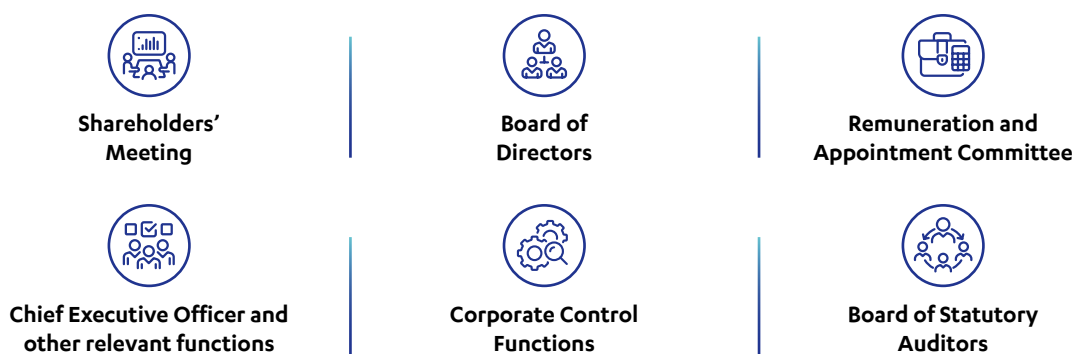 Shareholders’
Meeting
Board of
Directors
Remuneration and
Appointment Committee
Chief Executive Officer and
other relevant functions
Corporate Control
Functions
Board of Statutory
Auditors